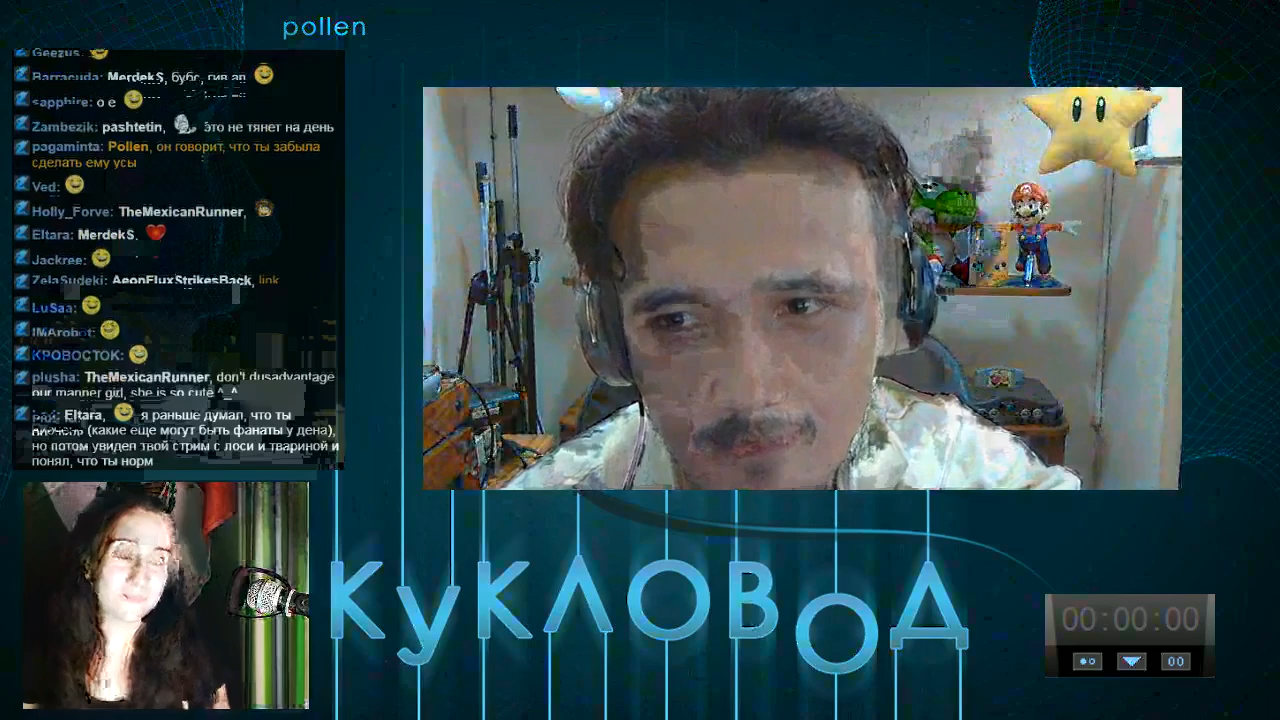 pollen
Geezus:
Barracuda: MerdekS, бубс, гив ап
sapphire: o e
Zambezik: pashtetin, это не тянет на день
pagaminta: Pollen, он говорит, что ты забыла
сделать ему усы
Ved:
Holly_Forve: TheMexicanRunner,
Eltara: MerdekS,
Jackree:
ZelaSudeki: AeonFluxStrikesBack, link
LuSaa:
IMArobot:
КРОВОСТОК:
plusha: TheMexicanRunner, don't dusadvantage
our manner girl, she is so cute ^_^
Eltara, я раньше думал, что ты
(какие еще могут быть фанаты у дена),
но потом увидел твой стрим с лоси и твариной и
понял, что ты норм
КУКЛОВОД
00:00:00
00